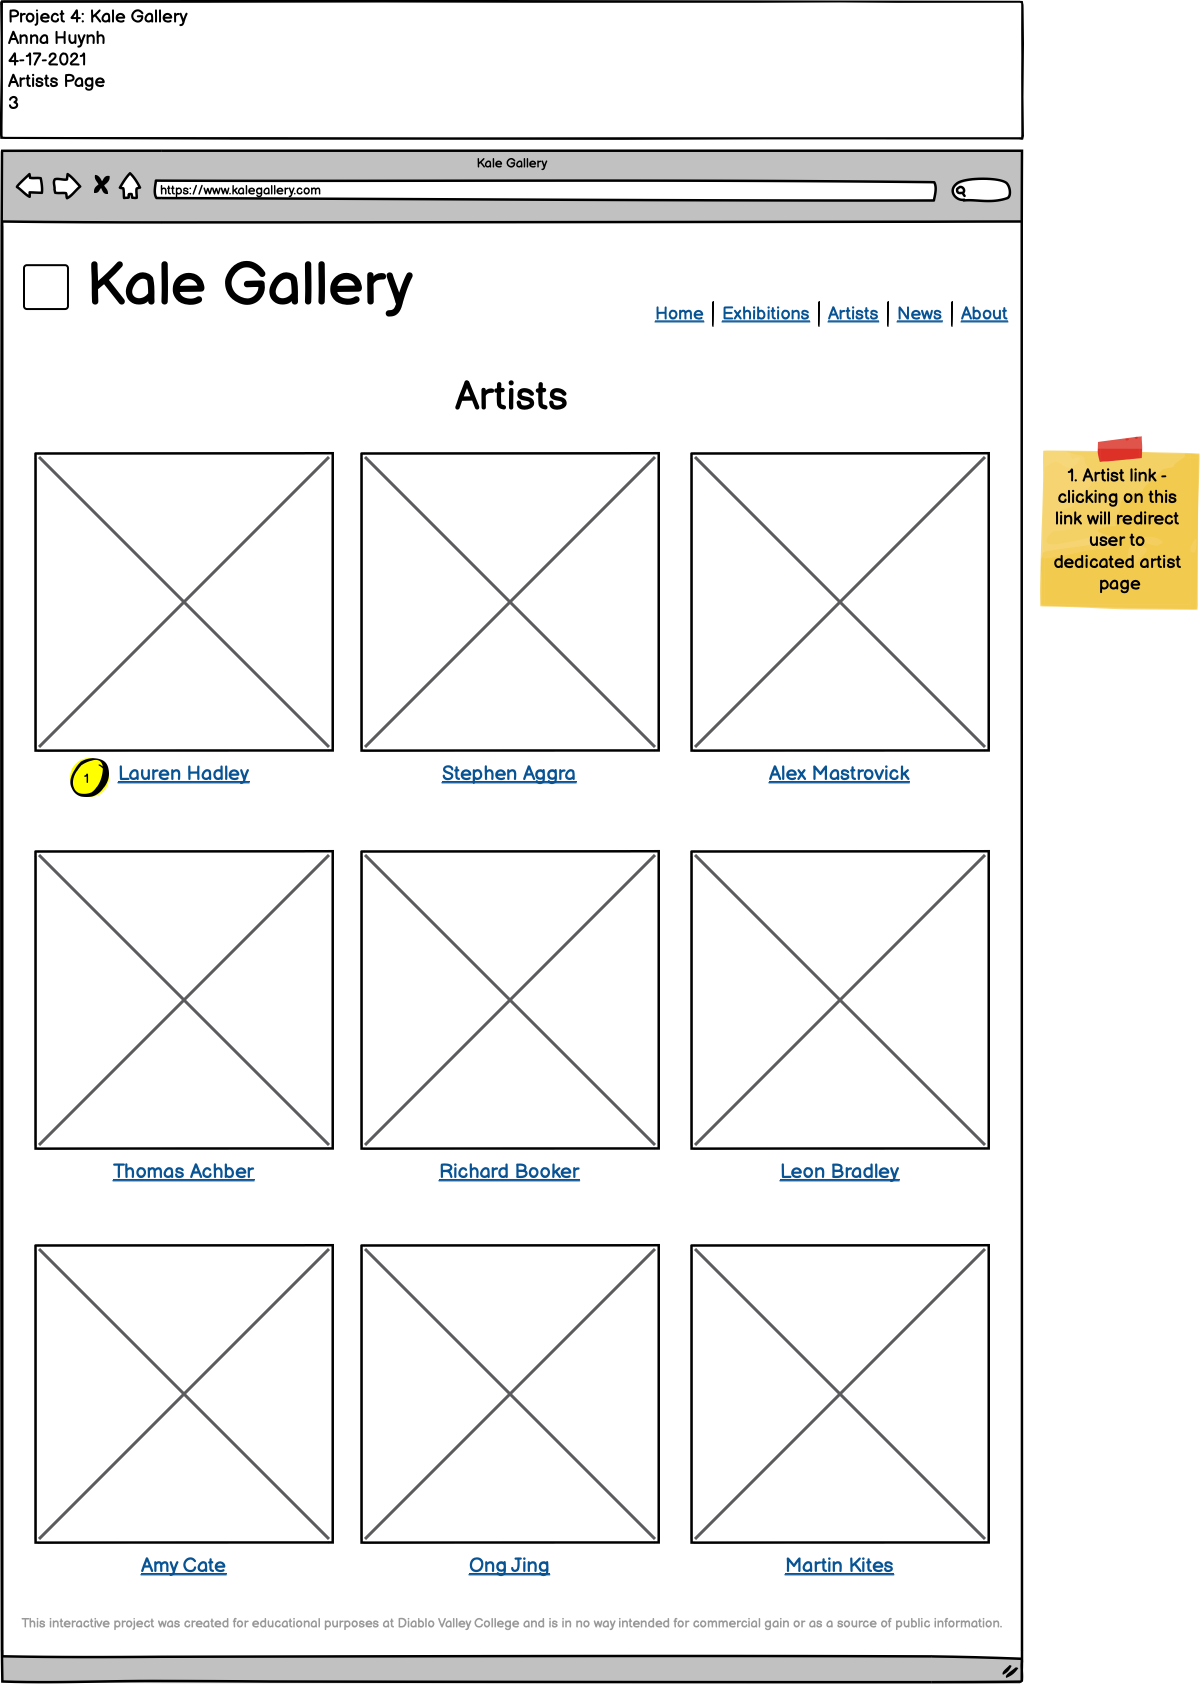 Project 4: Kale Gallery
Anna Huynh
4-17-2021
Artists Page
3
Kale Gallery
https://www.kalegallery.com
Kale Gallery
Home Exhibitions Artists News About
Artists
1. Artist link -
clicking on this
link will redirect
user to
dedicated artist
page
1 Lauren Hadley Stephen Aggra Alex Mastrovick
Thomas Achber Richard Booker Leon Bradley
Amy Cate Ong Jing Martin Kites
This interactive project was created for educational purposes at Diablo Valley College and is in no way intended for commercial gain or as a source of public information.